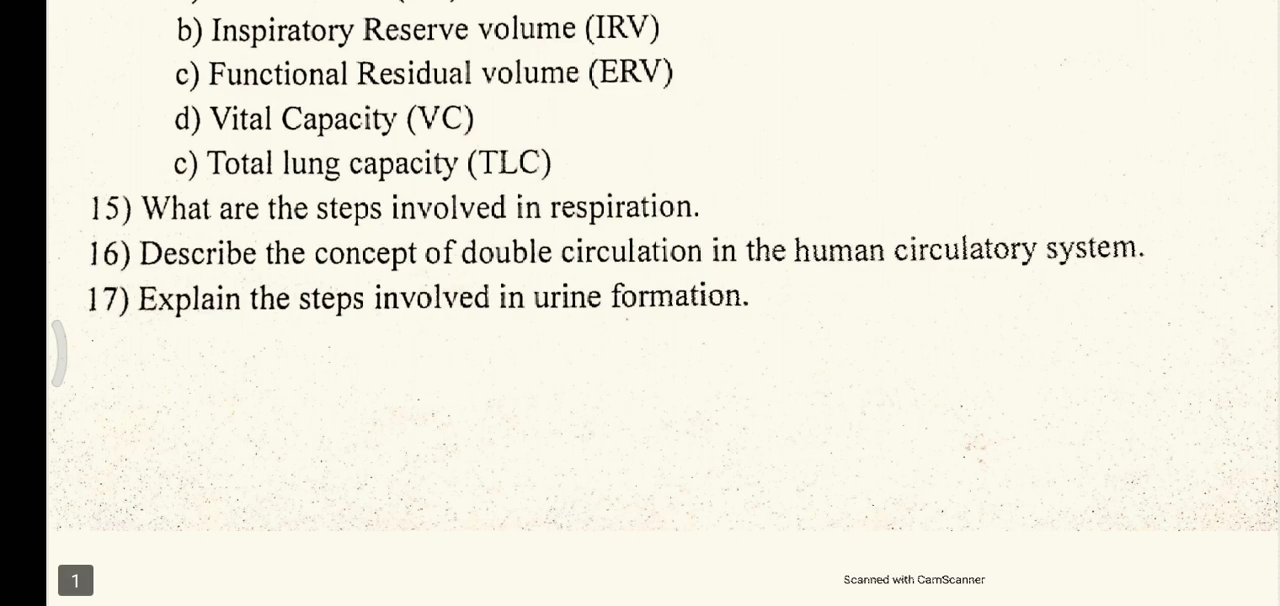 b) Inspiratory Reserve volume (IRV)
c) Functional Residual volume (ERV)
d) Vital Capacity (VC)
c) Total lung capacity (TLC)
15) What are the steps involved in respiration.
16) Describe the concept of double circulation in the human circulatory system.
17) Explain the steps involved in urine formation.
1
Scanned with CamScanner